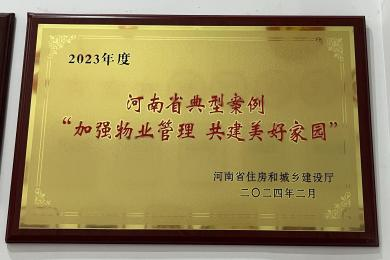 2023年度
河南省典型案例
“加强物业管理 共建美好家园”
河南省住房和城乡建设厅
二〇二四年二月